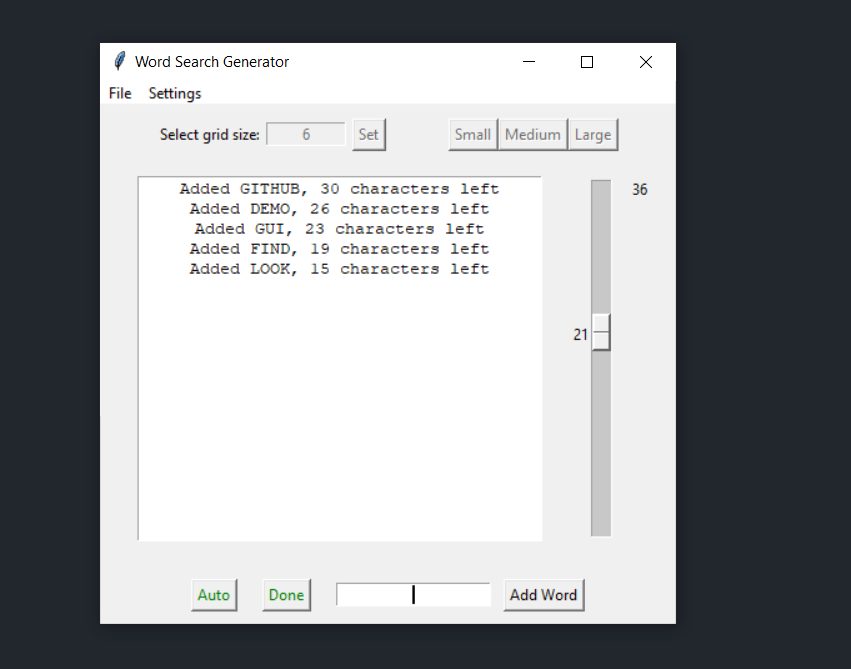 Word Search Generator
File Settings
Select grid size: 6 Set Small Medium Large
Added GITHUB, 30 characters left
Added DEMO, 26 characters left
Added GUI, 23 characters left
Added FIND, 19 characters left
Added LOOK, 15 characters left
36
21
Auto Done Add Word